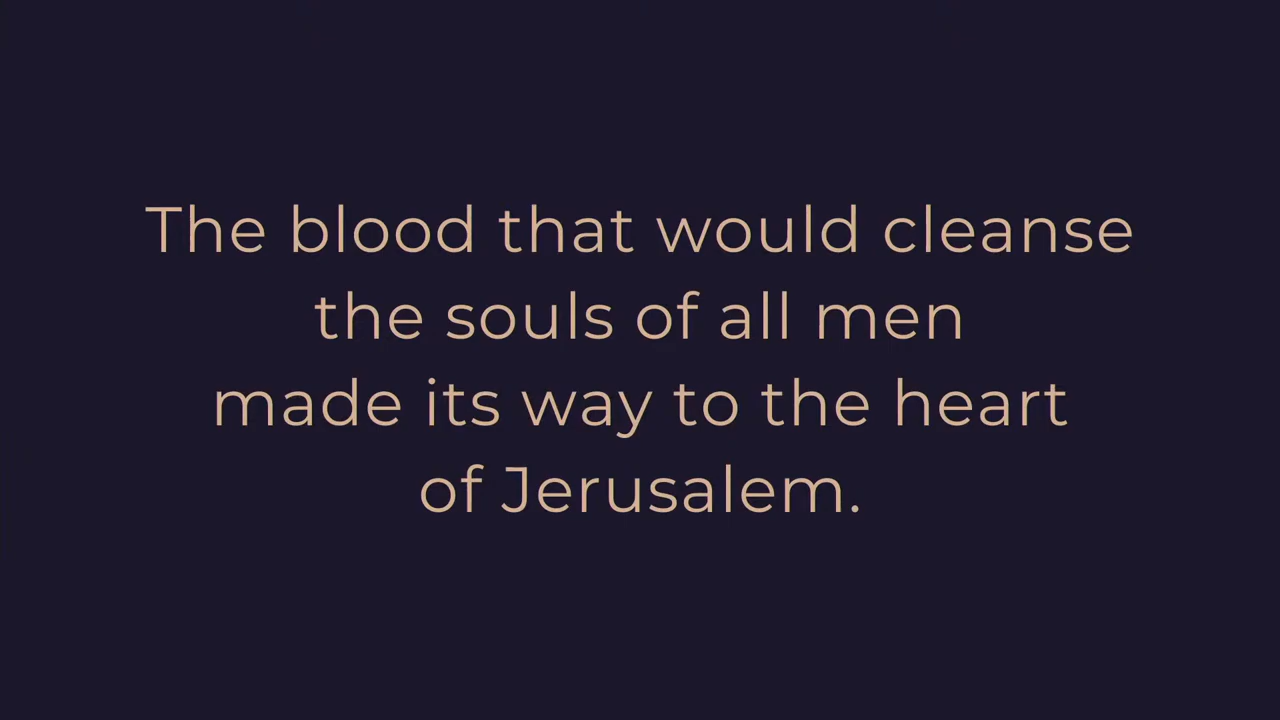 The blood that would cleanse
the souls of all men
made its way to the heart
of Jerusalem.